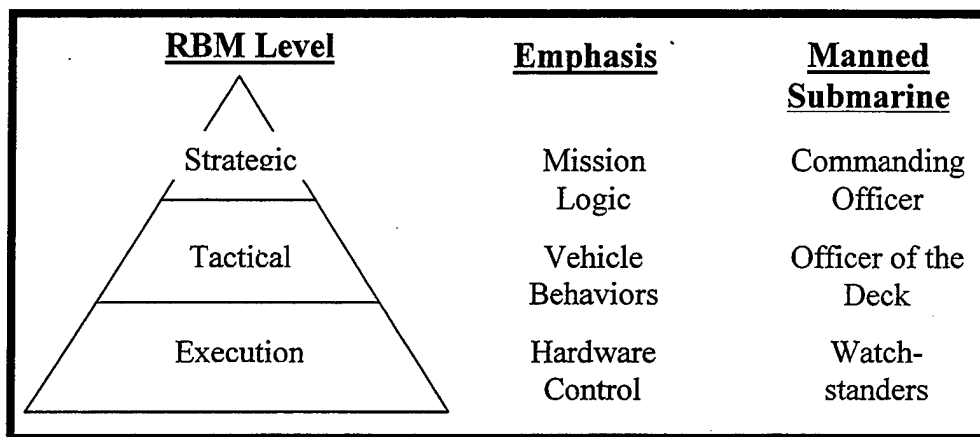 RBM Level Emphasis Manned
Submarine
Strategic Mission Commanding
Logic Officer
Tactical Vehicle Officer of the
Behaviors Deck
Execution Hardware Watch-
Control standers